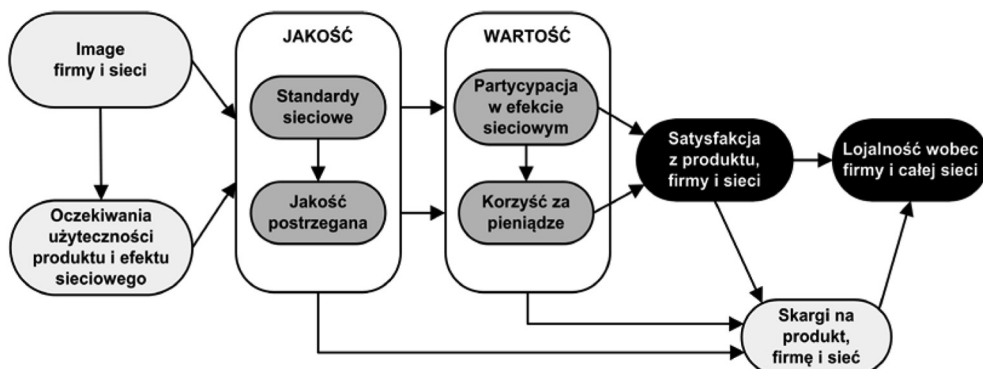 Image
firmy i sieci
Oczekiwania
użyteczności
produktu i efektu
sieciowego
JAKOŚĆ
Standardy
sieciowe
Jakość
postrzegana
WARTOŚĆ
Partycypacja
w efekcie
sieciowym
Korzyść za
pieniądze
Satysfakcja
z produktu,
firmy i sieci
Lojalność wobec
firmy i całej sieci
Skargi na
produkt,
firmę i sieć